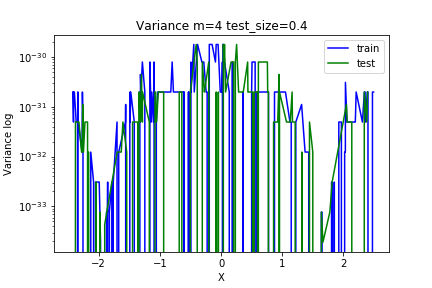 Variance m=4 test_size=0.4
train
test
Variance log
10⁻³⁰
10⁻³¹
10⁻³²
10⁻³³
−2
−1
0
1
2
X